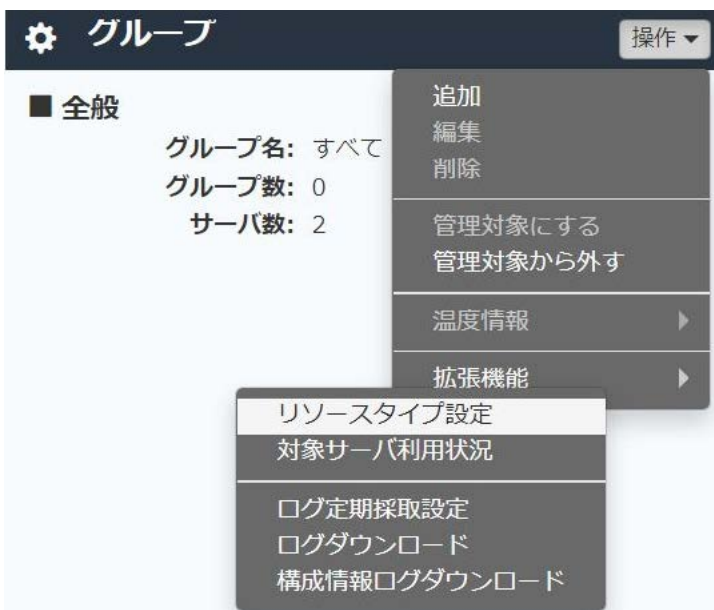 グループ
操作
■ 全般
グループ名: すべて
グループ数: 0
サーバ数: 2
追加
編集
削除
管理対象にする
管理対象から外す
温度情報
拡張機能
リソースタイプ設定
対象サーバ利用状況
ログ定期採取設定
ログダウンロード
構成情報ログダウンロード